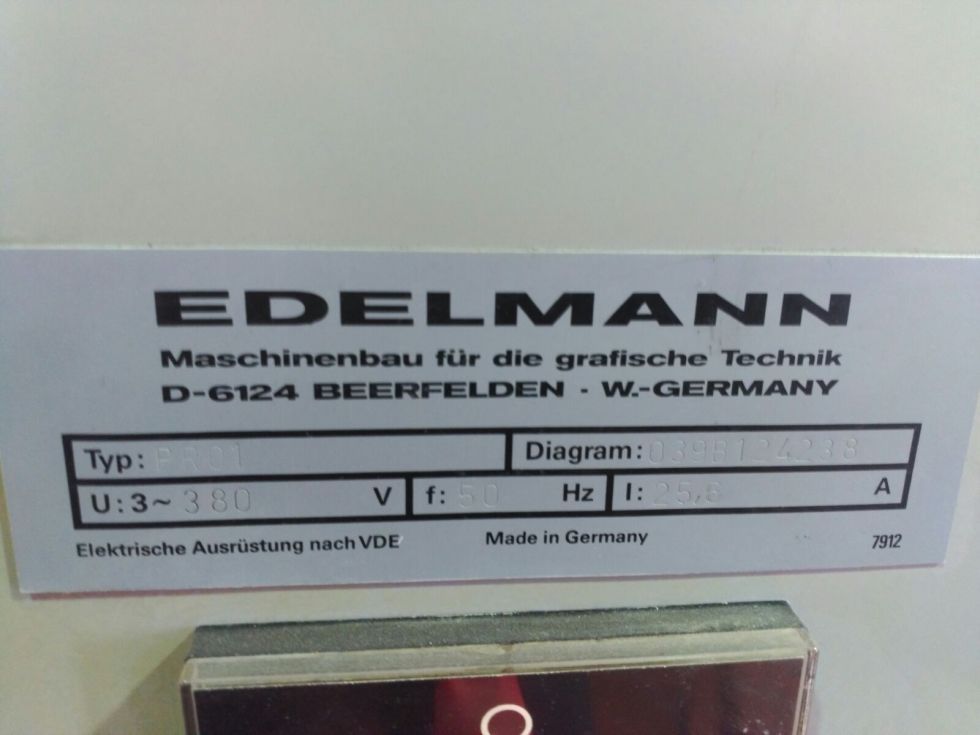 EDELMANN
Maschinenbau für die grafische Technik
D-6124 BEERFELDEN · W.-GERMANY
Typ: PR01 Diagram: 039B124238
U: 3~ 380 V f: 50 Hz I: 25,6 A
Elektrische Ausrüstung nach VDE Made in Germany 7912